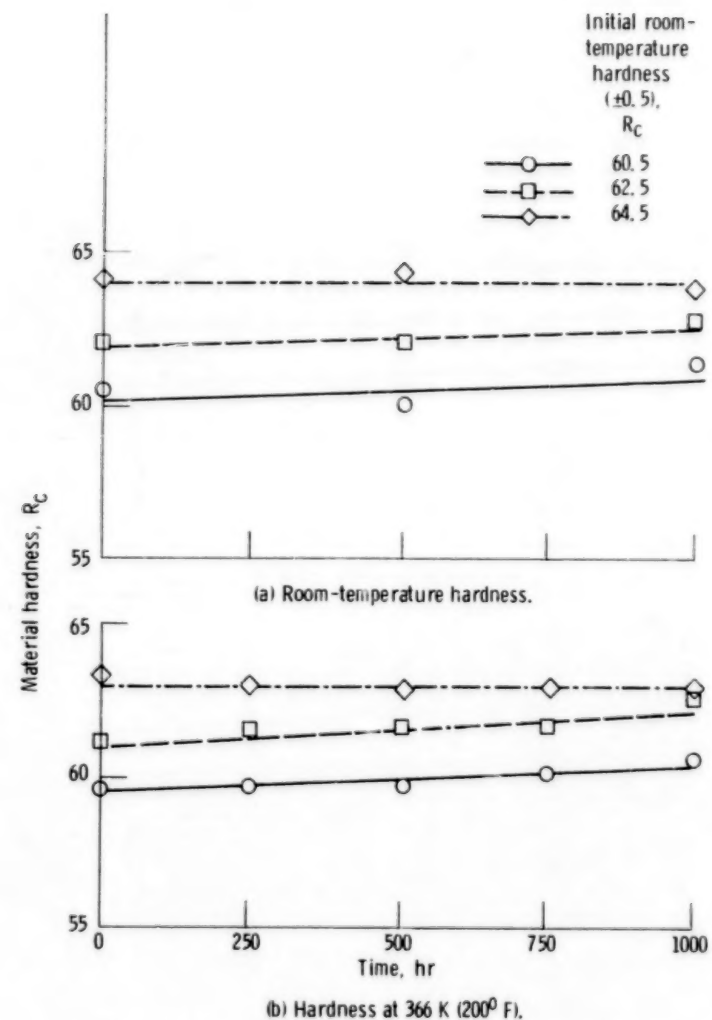 Initial room-
temperature
hardness
(±0.5),
R_C
60.5
62.5
64.5
65
60
55
(a) Room-temperature hardness.
Material hardness, R_C
65
60
55
0 250 500 750 1000
Time, hr
(b) Hardness at 366 K (200⁰ F).